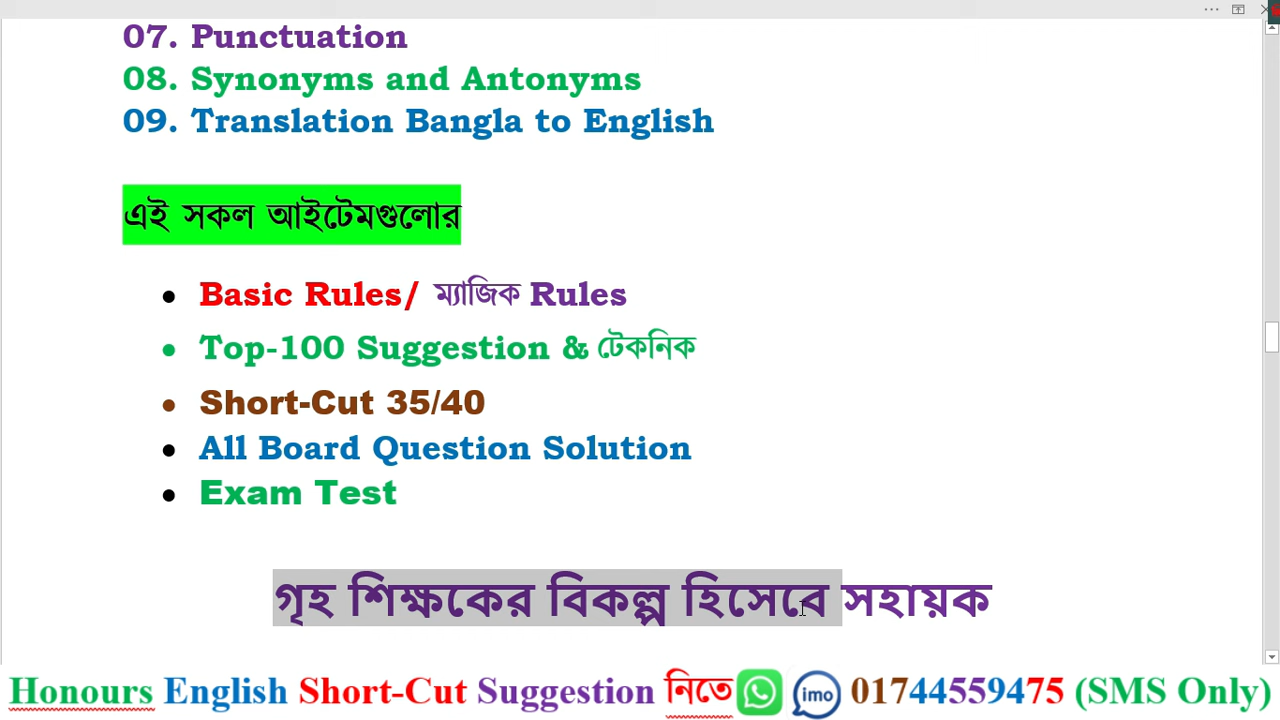 07. Punctuation
08. Synonyms and Antonyms
09. Translation Bangla to English
এই সকল আইটেমগুলোর
• Basic Rules/ ম্যাজিক Rules
• Top-100 Suggestion & টেকনিক
• Short-Cut 35/40
• All Board Question Solution
• Exam Test
গৃহ শিক্ষকের বিকল্প হিসেবে সহায়ক
Honours English Short-Cut Suggestion নিতে imo 01744559475 (SMS Only)